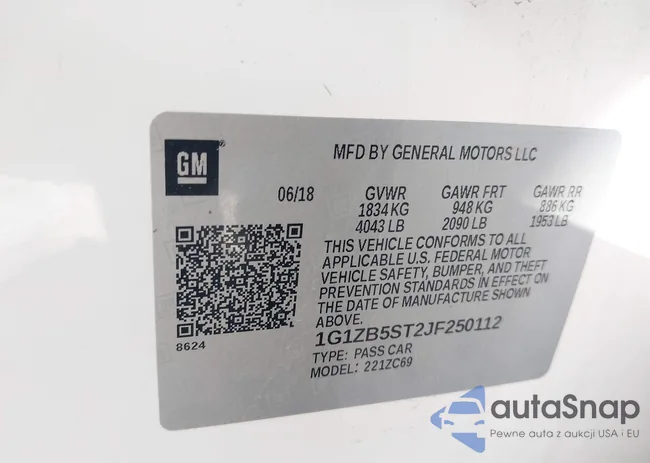 GM
MFD BY GENERAL MOTORS LLC
06/18 GVWR GAWR FRT GAWR RR
1834 KG 948 KG 886 KG
4043 LB 2090 LB 1953 LB
THIS VEHICLE CONFORMS TO ALL
APPLICABLE U.S. FEDERAL MOTOR
VEHICLE SAFETY, BUMPER, AND THEFT
PREVENTION STANDARDS IN EFFECT ON
THE DATE OF MANUFACTURE SHOWN
ABOVE.
8624
1G1ZB5ST2JF250112
TYPE: PASS CAR
MODEL: 221ZC69
autaSnap
Pewne auta z aukcji USA i EU